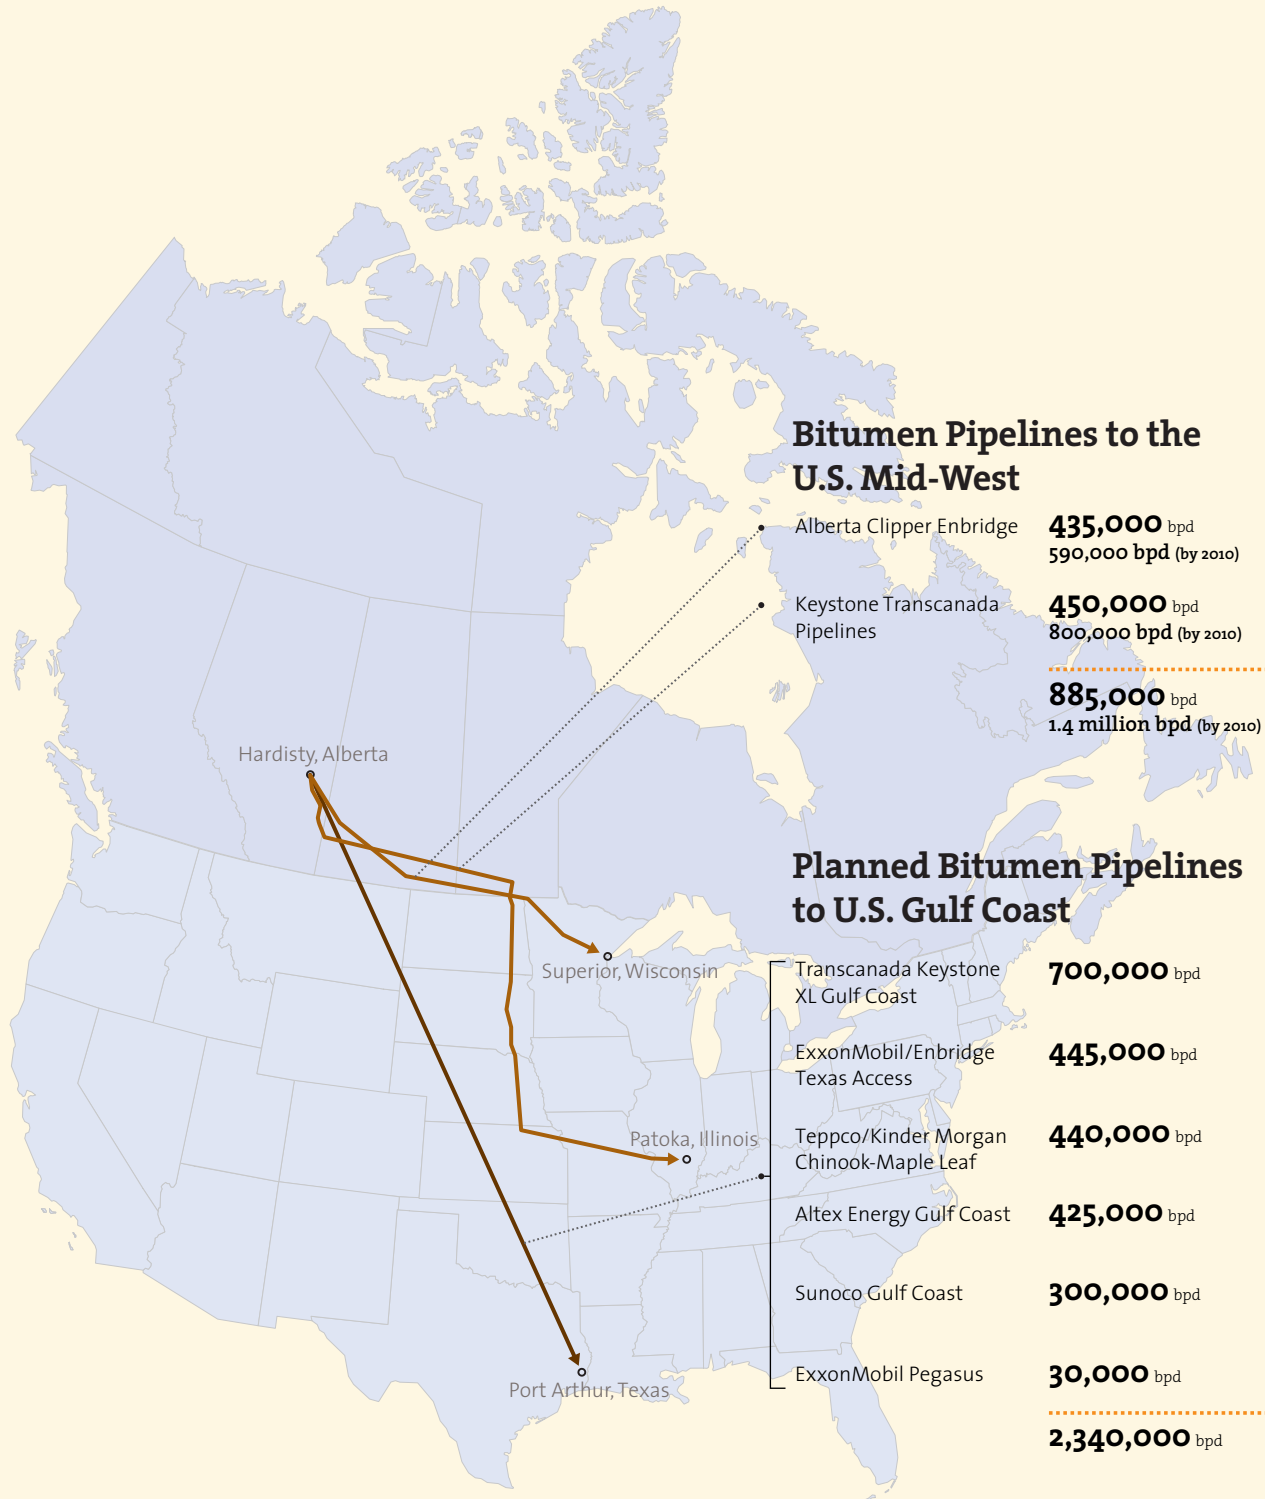 Bitumen Pipelines to the
U.S. Mid-West
Alberta Clipper Enbridge 435,000 bpd
590,000 bpd (by 2010)
Keystone Transcanada 450,000 bpd
Pipelines 800,000 bpd (by 2010)
885,000 bpd
1.4 million bpd (by 2010)
Hardisty, Alberta
Planned Bitumen Pipelines
to U.S. Gulf Coast
Superior, Wisconsin
Transcanada Keystone 700,000 bpd
XL Gulf Coast
ExxonMobil/Enbridge 445,000 bpd
Texas Access
Patoka, Illinois
Teppco/Kinder Morgan 440,000 bpd
Chinook-Maple Leaf
Altex Energy Gulf Coast 425,000 bpd
Sunoco Gulf Coast 300,000 bpd
ExxonMobil Pegasus 30,000 bpd
Port Arthur, Texas
2,340,000 bpd